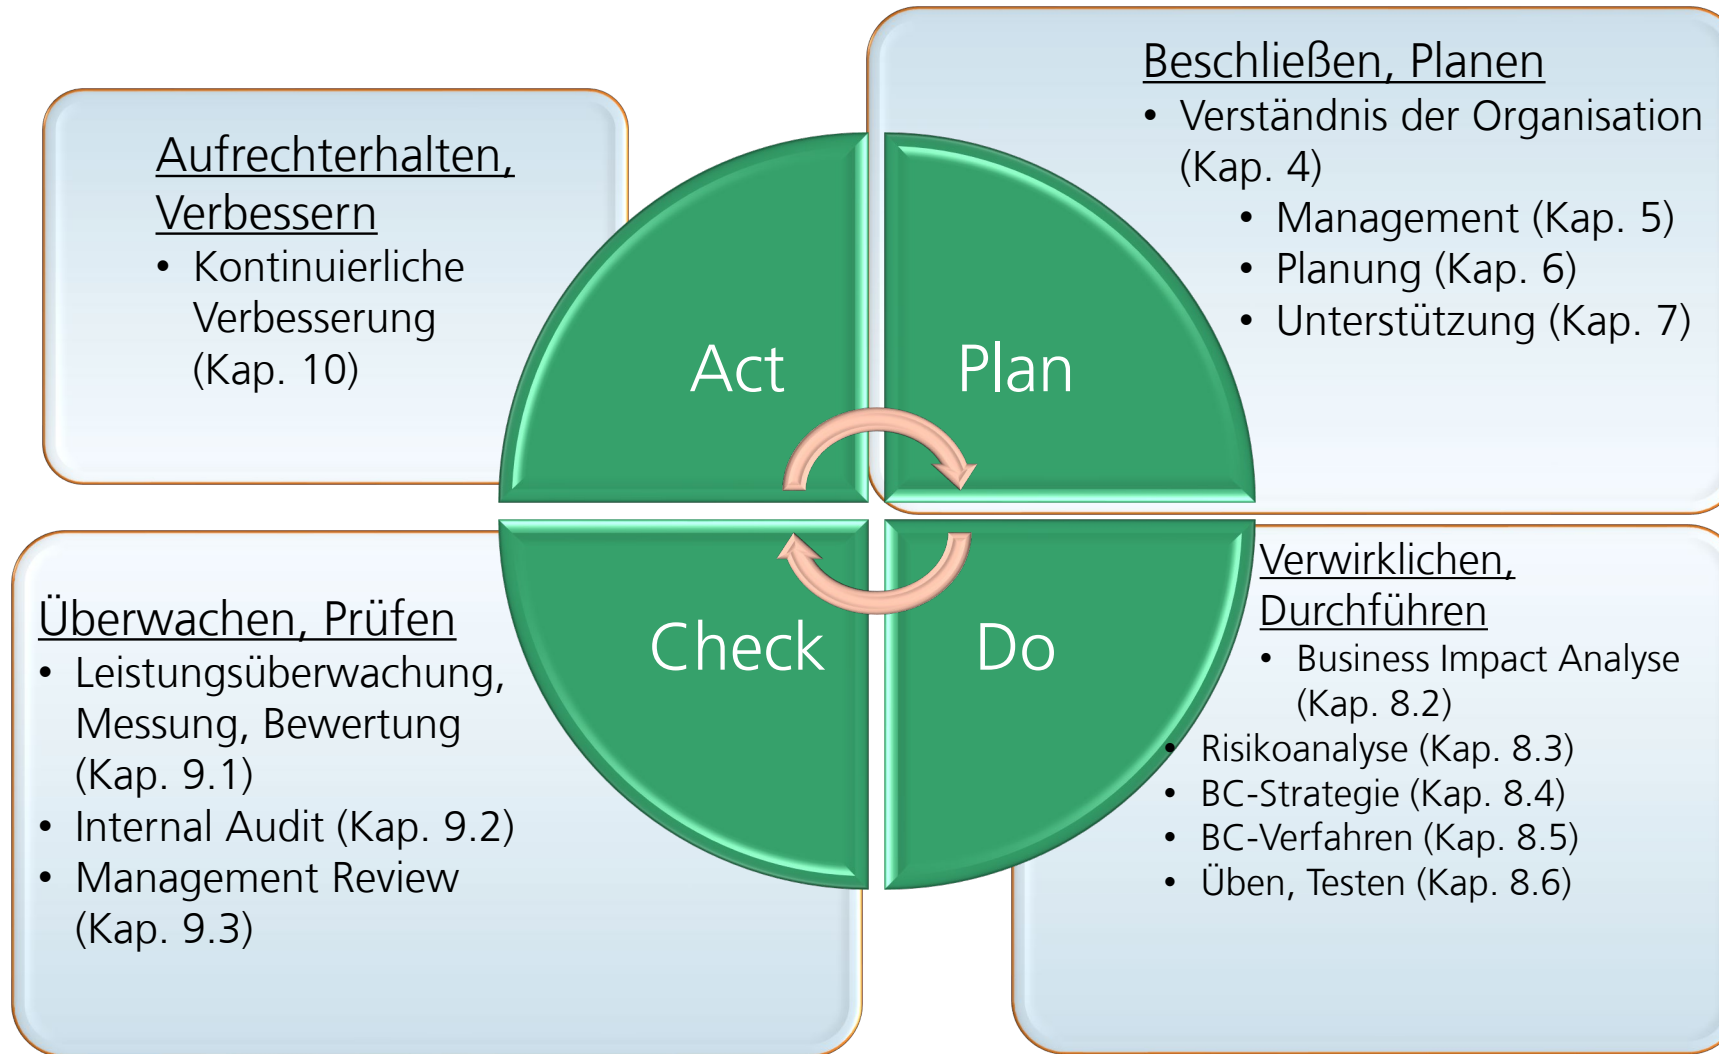 Aufrechterhalten,
Verbessern
• Kontinuierliche
Verbesserung
(Kap. 10)
Beschließen, Planen
• Verständnis der Organisation
(Kap. 4)
• Management (Kap. 5)
• Planung (Kap. 6)
• Unterstützung (Kap. 7)
Act
Plan
Check
Do
Überwachen, Prüfen
• Leistungsüberwachung,
Messung, Bewertung
(Kap. 9.1)
• Internal Audit (Kap. 9.2)
• Management Review
(Kap. 9.3)
Verwirklichen,
Durchführen
• Business Impact Analyse
(Kap. 8.2)
• Risikoanalyse (Kap. 8.3)
• BC-Strategie (Kap. 8.4)
• BC-Verfahren (Kap. 8.5)
• Üben, Testen (Kap. 8.6)